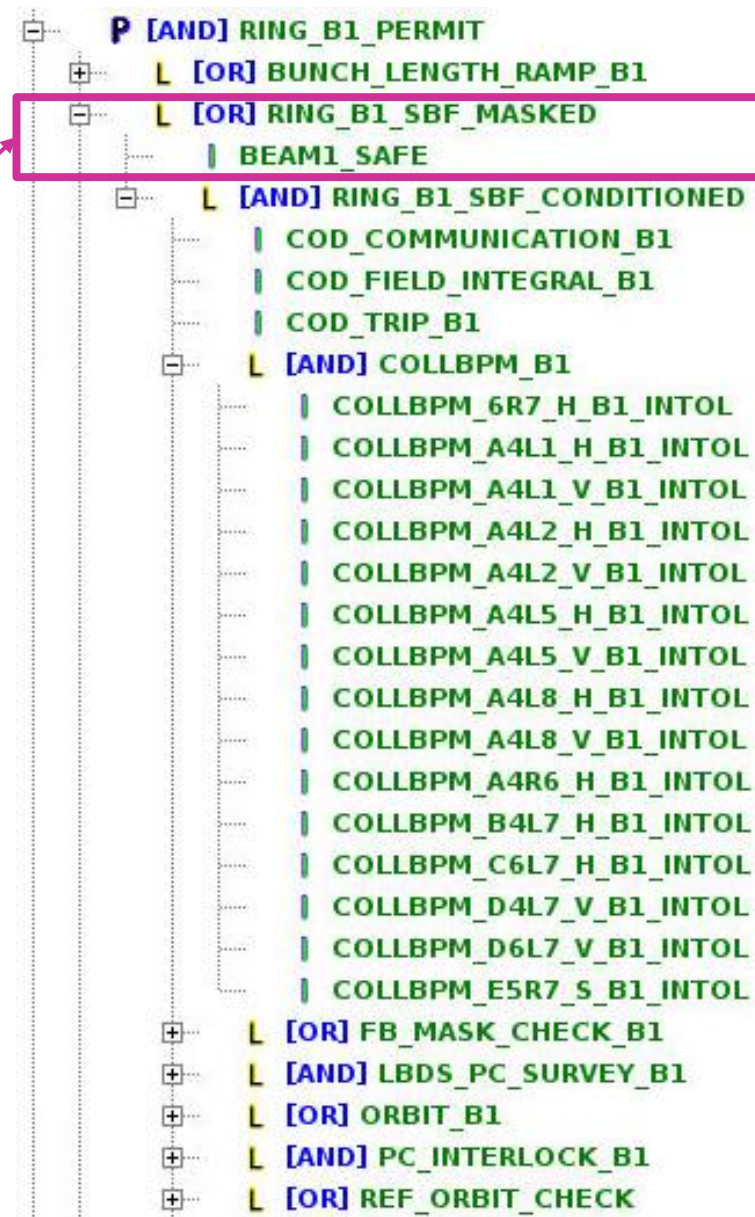 P [AND] RING_B1_PERMIT
L [OR] BUNCH_LENGTH_RAMP_B1
L [OR] RING_B1_SBF_MASKED
BEAM1_SAFE
L [AND] RING_B1_SBF_CONDITIONED
COD_COMMUNICATION_B1
COD_FIELD_INTEGRAL_B1
COD_TRIP_B1
L [AND] COLLBPM_B1
COLLBPM_6R7_H_B1_INTOL
COLLBPM_A4L1_H_B1_INTOL
COLLBPM_A4L1_V_B1_INTOL
COLLBPM_A4L2_H_B1_INTOL
COLLBPM_A4L2_V_B1_INTOL
COLLBPM_A4L5_H_B1_INTOL
COLLBPM_A4L5_V_B1_INTOL
COLLBPM_A4L8_H_B1_INTOL
COLLBPM_A4L8_V_B1_INTOL
COLLBPM_A4R6_H_B1_INTOL
COLLBPM_B4L7_H_B1_INTOL
COLLBPM_C6L7_H_B1_INTOL
COLLBPM_D4L7_V_B1_INTOL
COLLBPM_D6L7_V_B1_INTOL
COLLBPM_E5R7_S_B1_INTOL
L [OR] FB_MASK_CHECK_B1
L [AND] LBDS_PC_SURVEY_B1
L [OR] ORBIT_B1
L [AND] PC_INTERLOCK_B1
L [OR] REF_ORBIT_CHECK